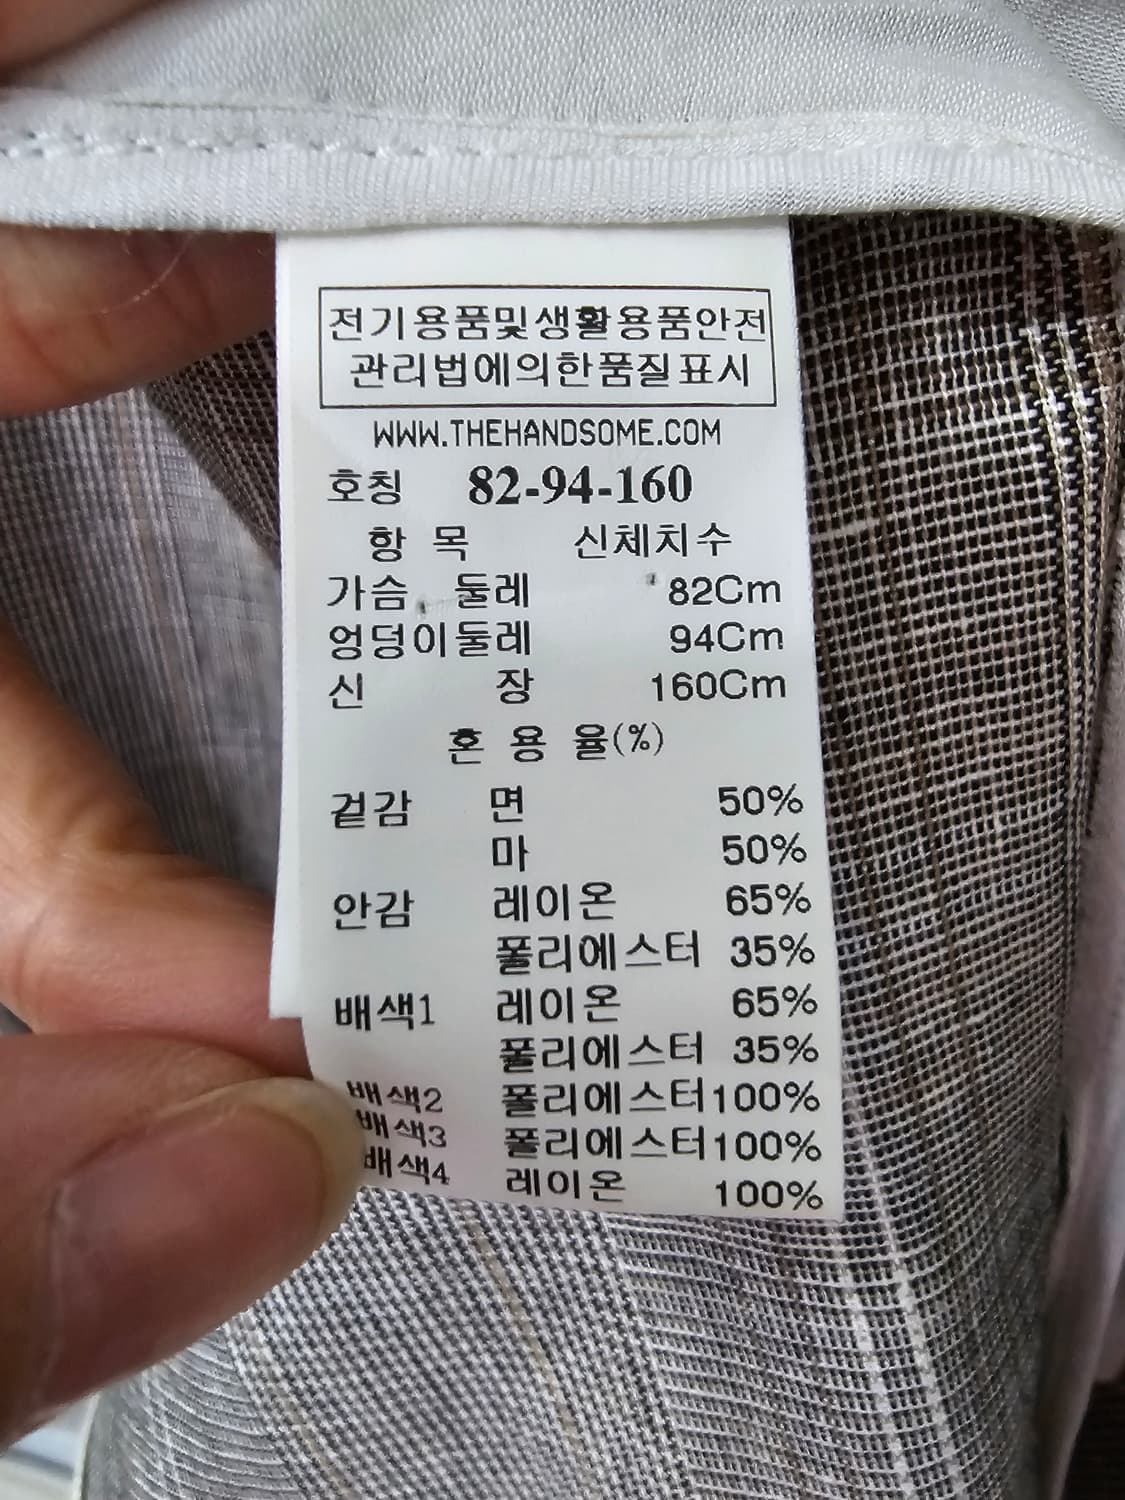 전기용품및생활용품안전
관리법에의한품질표시
WWW.THEHANDSOME.COM
호칭 82-94-160
항 목 신체치수
가슴 둘레 82Cm
엉덩이둘레 94Cm
신 장 160Cm
혼 용 율(%)
겉감 면 50%
마 50%
안감 레이온 65%
폴리에스터 35%
배색1 레이온 65%
폴리에스터 35%
배색2 폴리에스터100%
배색3 폴리에스터100%
배색4 레이온 100%